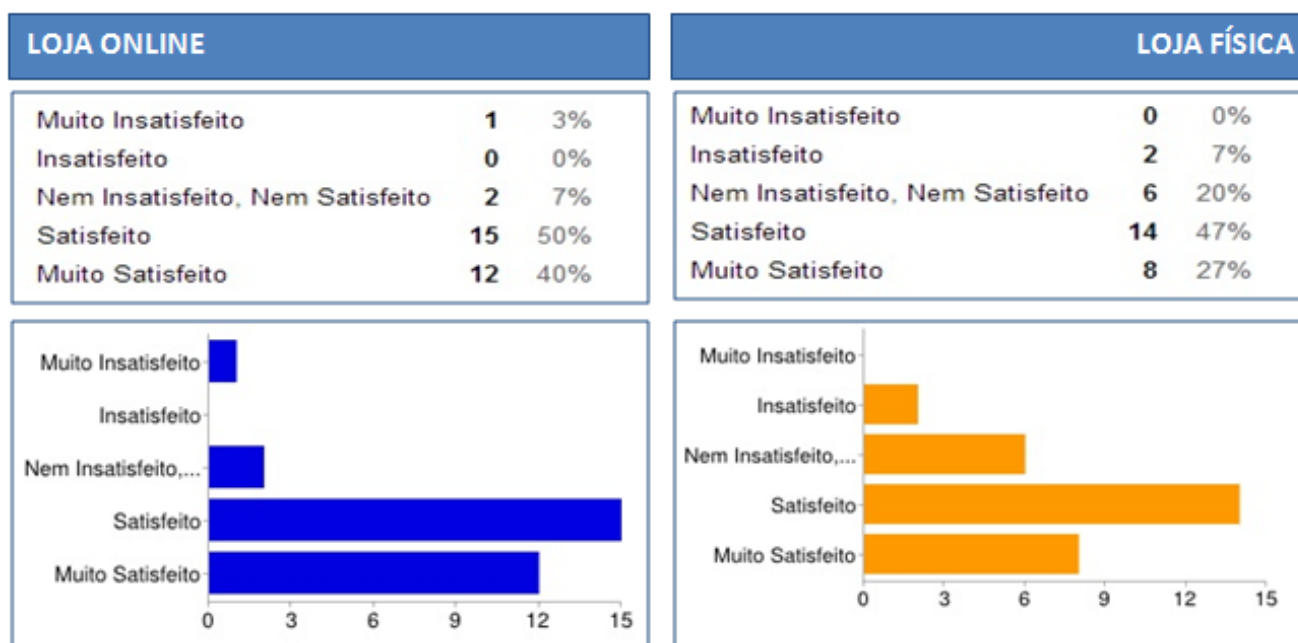 LOJA ONLINE
Muito Insatisfeito 1 3%
Insatisfeito 0 0%
Nem Insatisfeito, Nem Satisfeito 2 7%
Satisfeito 15 50%
Muito Satisfeito 12 40%
Muito Insatisfeito
Insatisfeito
Nem Insatisfeito,...
Satisfeito
Muito Satisfeito
0 3 6 9 12 15
LOJA FÍSICA
Muito Insatisfeito 0 0%
Insatisfeito 2 7%
Nem Insatisfeito, Nem Satisfeito 6 20%
Satisfeito 14 47%
Muito Satisfeito 8 27%
Muito Insatisfeito
Insatisfeito
Nem Insatisfeito,...
Satisfeito
Muito Satisfeito
0 3 6 9 12 15